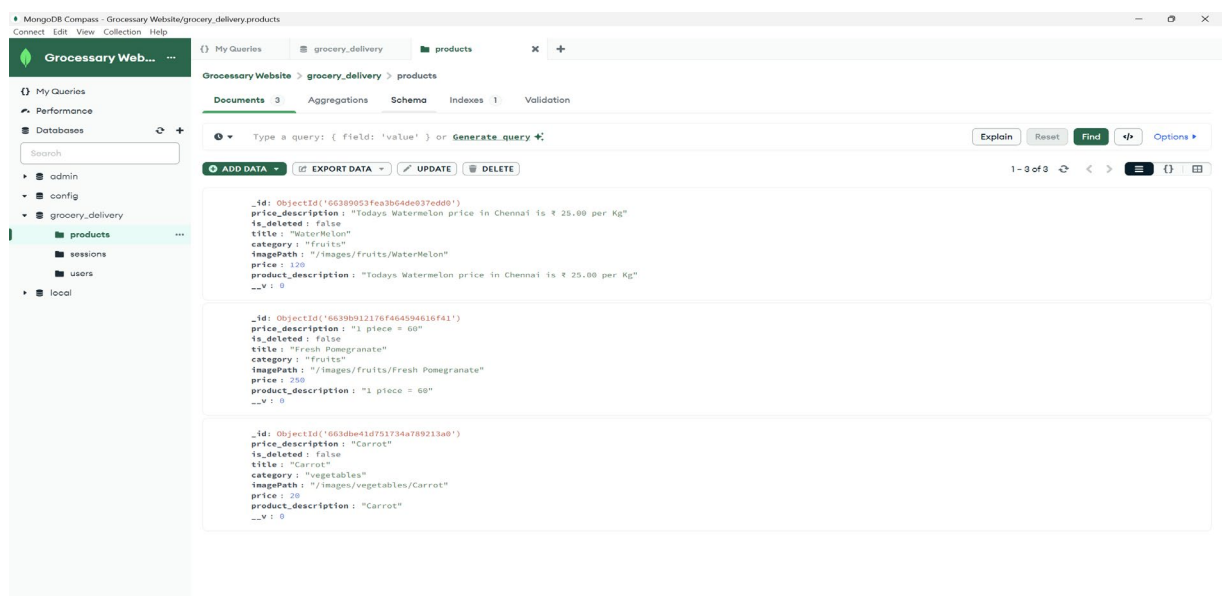 MongoDB Compass - Grocessary Website/grocery_delivery.products
Connect Edit View Collection Help
Grocessary Web... ...
{} My Queries
Performance
Databases
Search
admin
config
grocery_delivery
products ...
sessions
users
local
{} My Queries grocery_delivery products
Grocessary Website > grocery_delivery > products
Documents 3 Aggregations Schema Indexes 1 Validation
Type a query: { field: 'value' } or Generate query
Explain Reset Find </> Options
ADD DATA EXPORT DATA UPDATE DELETE
1 – 3 of 3 {}
_id: ObjectId('66389053fea3b64de037edd0')
price_description : "Todays Watermelon price in Chennai is ₹ 25.00 per Kg"
is_deleted : false
title : "WaterMelon"
category : "fruits"
imagePath : "/images/fruits/WaterMelon"
price : 120
product_description : "Todays Watermelon price in Chennai is ₹ 25.00 per Kg"
__v : 0
_id: ObjectId('6639b912176f464594616f41')
price_description : "1 piece = 60"
is_deleted : false
title : "Fresh Pomegranate"
category : "fruits"
imagePath : "/images/fruits/Fresh Pomegranate"
price : 250
product_description : "1 piece = 60"
__v : 0
_id: ObjectId('663dbe41d751734a789213a0')
price_description : "Carrot"
is_deleted : false
title : "Carrot"
category : "vegetables"
imagePath : "/images/vegetables/Carrot"
price : 20
product_description : "Carrot"
__v : 0